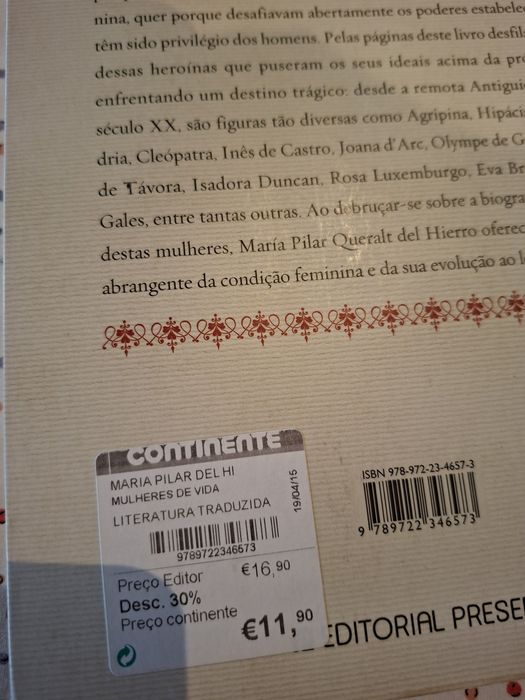 nina, quer porque desafiavam abertamente os poderes estabele
têm sido privilégio dos homens. Pelas páginas deste livro desfil
dessas heroínas que puseram os seus ideais acima da pr
enfrentando um destino trágico: desde a remota Antigui
século XX, são figuras tão diversas como Agripina, Hipáci
dria, Cleópatra, Inês de Castro, Joana d'Arc, Olympe de G
de Távora, Isadora Duncan, Rosa Luxemburgo, Eva Br
Gales, entre tantas outras. Ao debruçar-se sobre a biogra
destas mulheres, María Pilar Queralt del Hierro oferec
abrangente da condição feminina e da sua evolução ao l
CONTINENTE
MARIA PILAR DEL HI
MULHERES DE VIDA
LITERATURA TRADUZIDA
19/04/15
9789722346573
Preço Editor €16,90
Desc. 30%
Preço continente €11,90
ISBN 978-972-23-4657-3
9 789722 346573
EDITORIAL PRESE